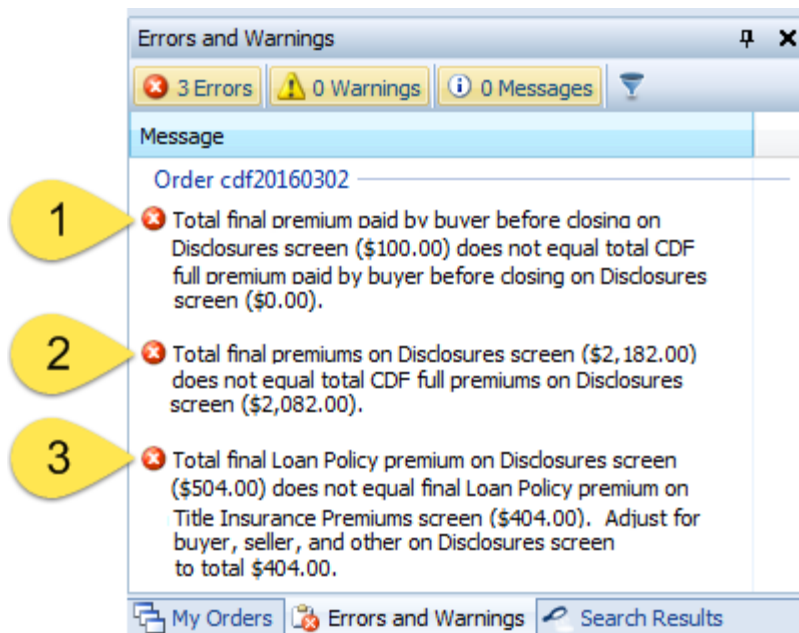 Errors and Warnings
3 Errors
0 Warnings
0 Messages
Message
Order cdf20160302
1
Total final premium paid by buyer before closing on
Disclosures screen ($100.00) does not equal total CDF
full premium paid by buyer before closing on Disclosures
screen ($0.00).
2
Total final premiums on Disclosures screen ($2,182.00)
does not equal total CDF full premiums on Disclosures
screen ($2,082.00).
3
Total final Loan Policy premium on Disclosures screen
($504.00) does not equal final Loan Policy premium on
Title Insurance Premiums screen ($404.00). Adjust for
buyer, seller, and other on Disclosures screen
to total $404.00.
My Orders
Errors and Warnings
Search Results